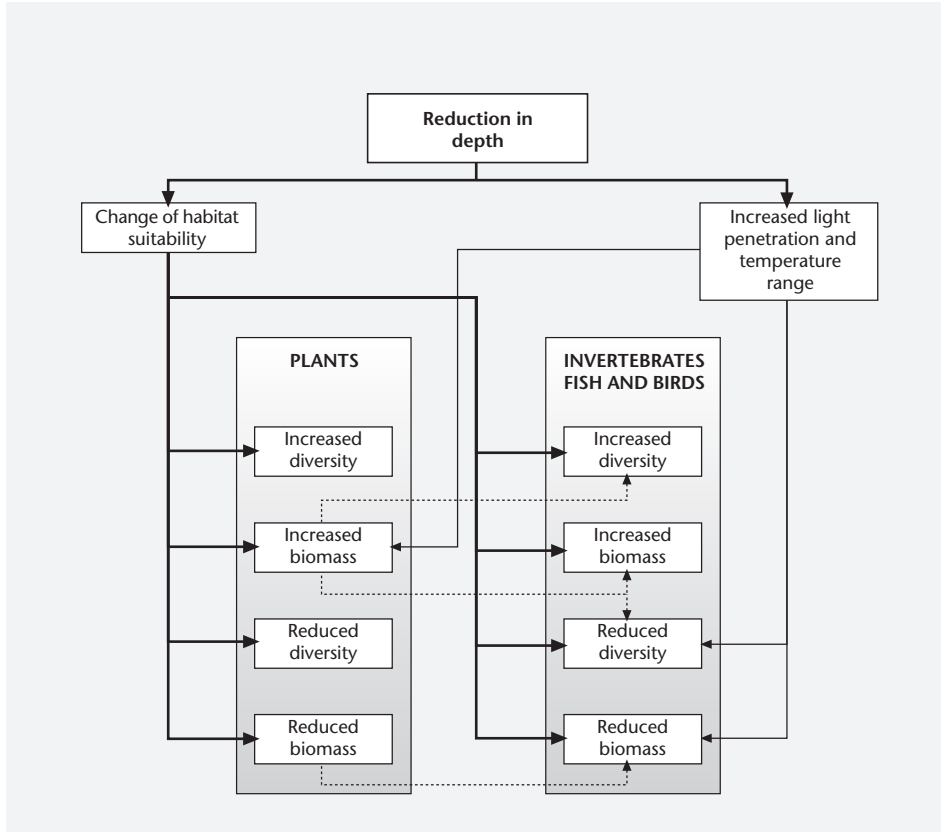 Reduction in
depth
Change of habitat
suitability
Increased light
penetration and
temperature
range
PLANTS
Increased
diversity
Increased
biomass
Reduced
diversity
Reduced
biomass
INVERTEBRATES
FISH AND BIRDS
Increased
diversity
Increased
biomass
Reduced
diversity
Reduced
biomass